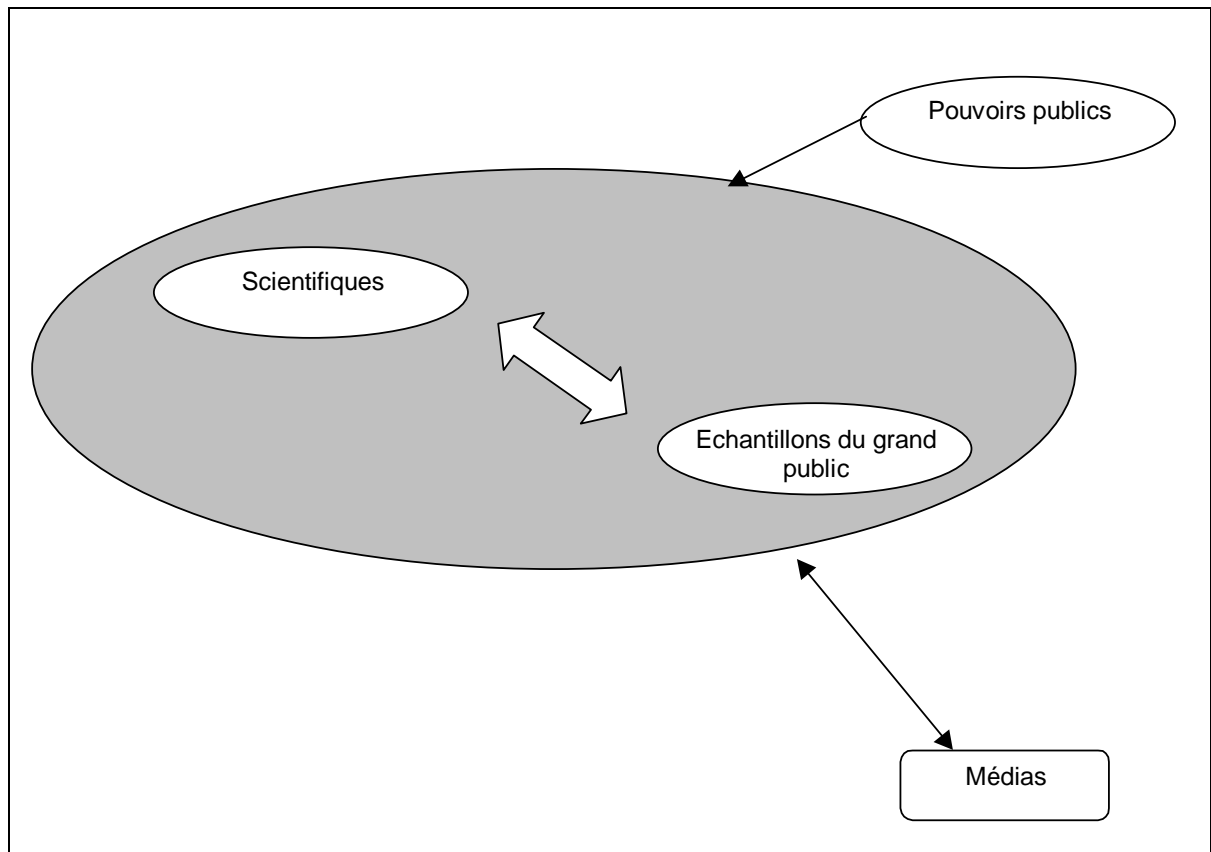 Pouvoirs publics
Scientifiques
Echantillons du grand
public
Médias